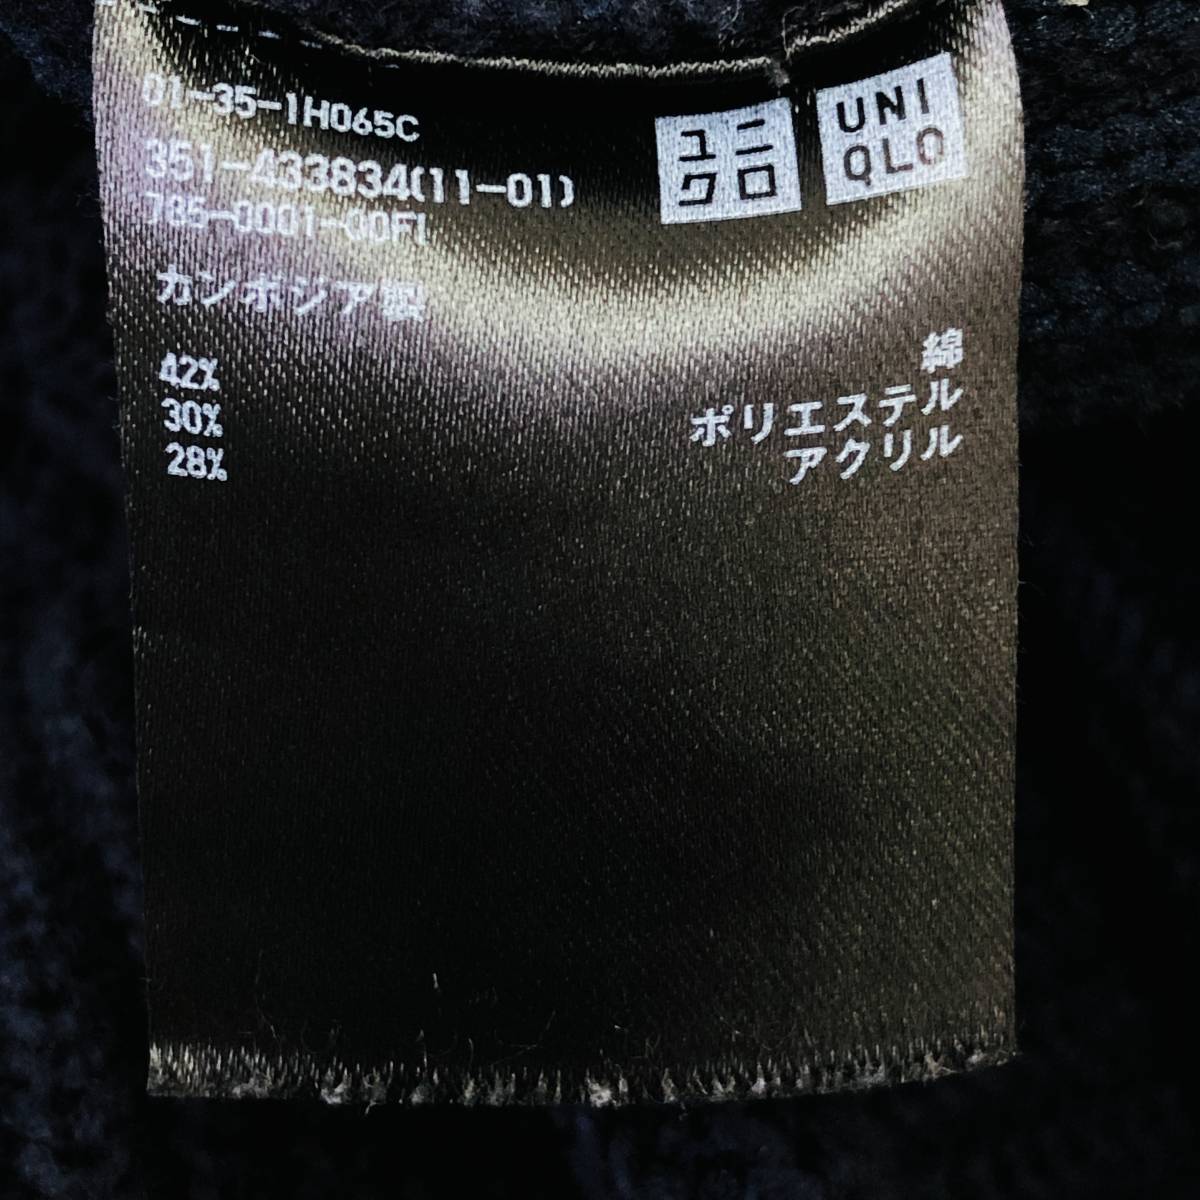 01-35-1H065C
351-433834(11-01)
785-0001-00FI
ユニ
クロ
UNI
QLO
カンボジア製
42% 綿
30% ポリエステル
28% アクリル